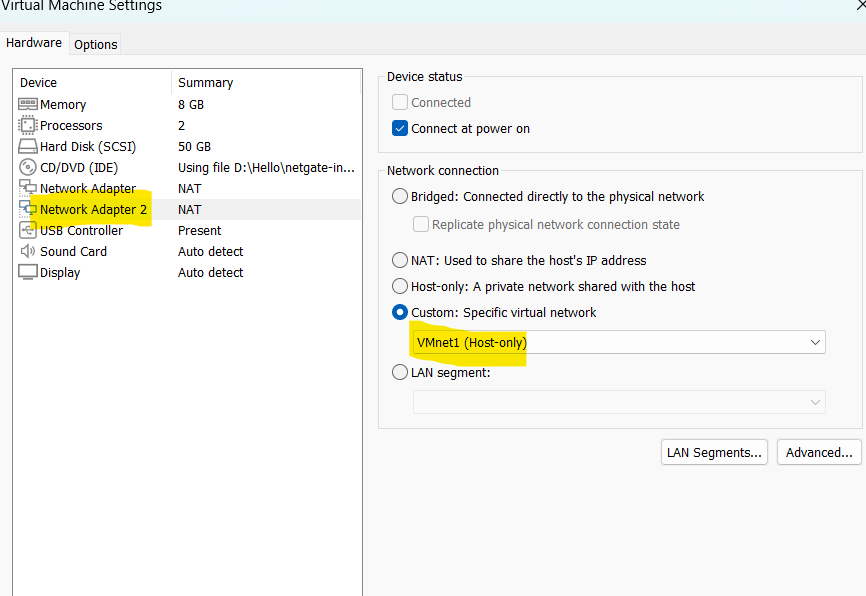 Virtual Machine Settings
Hardware Options
Device Summary
Memory 8 GB
Processors 2
Hard Disk (SCSI) 50 GB
CD/DVD (IDE) Using file D:\Hello\netgate-in...
Network Adapter NAT
Network Adapter 2 NAT
USB Controller Present
Sound Card Auto detect
Display Auto detect
Device status
Connected
Connect at power on
Network connection
Bridged: Connected directly to the physical network
Replicate physical network connection state
NAT: Used to share the host's IP address
Host-only: A private network shared with the host
Custom: Specific virtual network
VMnet1 (Host-only)
LAN segment:
LAN Segments... Advanced...